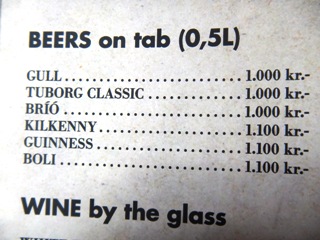 BEERS on tab (0,5L)
GULL ........................ 1.000 kr.-
TUBORG CLASSIC ............. 1.000 kr.-
BRÍÓ ........................ 1.000 kr.-
KILKENNY .................... 1.100 kr.-
GUINNESS .................... 1.100 kr.-
BOLI ........................ 1.100 kr.-
WINE by the glass